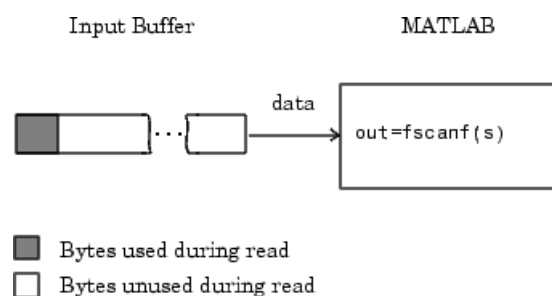 Input Buffer
MATLAB
data
out=fscanf(s)
...
Bytes used during read
Bytes unused during read